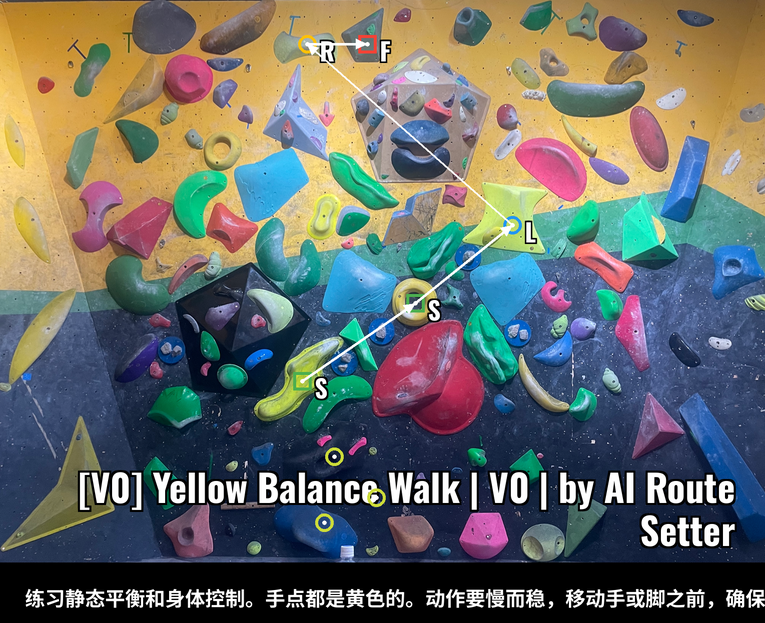 R
F
L
S
S
[V0] Yellow Balance Walk | V0 | by AI Route
Setter
练习静态平衡和身体控制。手点都是黄色的。动作要慢而稳，移动手或脚之前，确保